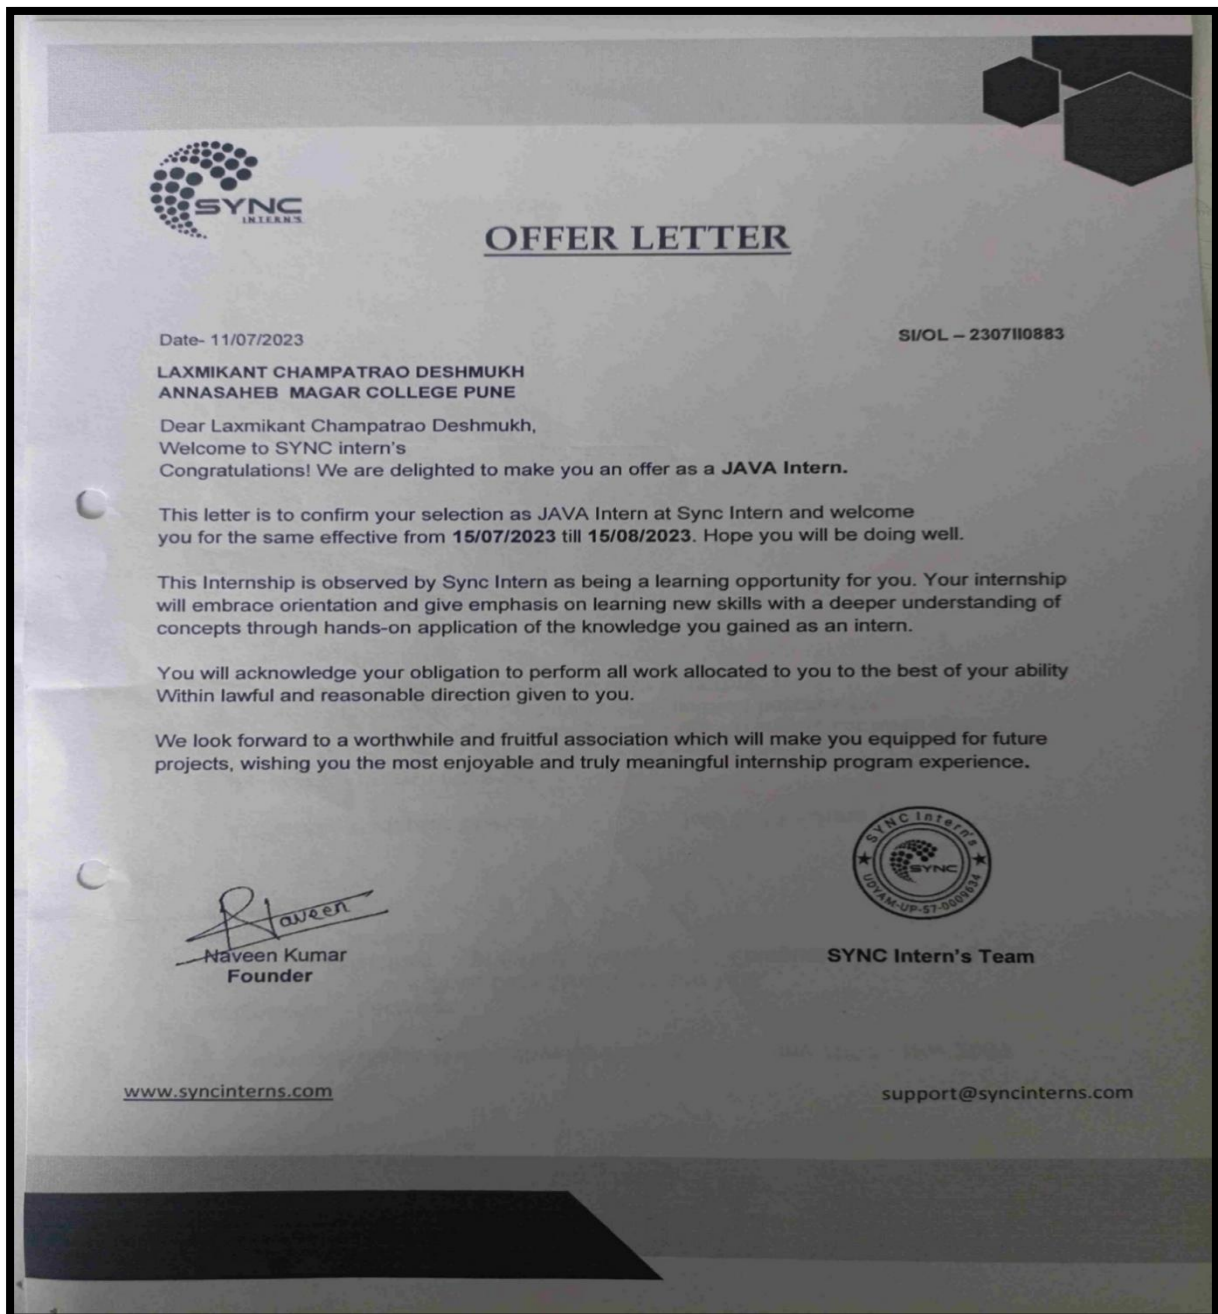 SYNC
INTERN'S
OFFER LETTER
Date- 11/07/2023
SI/OL – 2307II0883
LAXMIKANT CHAMPATRAO DESHMUKH
ANNASAHEB MAGAR COLLEGE PUNE
Dear Laxmikant Champatrao Deshmukh,
Welcome to SYNC intern's
Congratulations! We are delighted to make you an offer as a JAVA Intern.
This letter is to confirm your selection as JAVA Intern at Sync Intern and welcome
you for the same effective from 15/07/2023 till 15/08/2023. Hope you will be doing well.
This Internship is observed by Sync Intern as being a learning opportunity for you. Your internship
will embrace orientation and give emphasis on learning new skills with a deeper understanding of
concepts through hands-on application of the knowledge you gained as an intern.
You will acknowledge your obligation to perform all work allocated to you to the best of your ability
Within lawful and reasonable direction given to you.
We look forward to a worthwhile and fruitful association which will make you equipped for future
projects, wishing you the most enjoyable and truly meaningful internship program experience.
SYNC Intern's
SYNC
UDYAM-UP-57-0009634
Naveen
Naveen Kumar
Founder
SYNC Intern's Team
www.syncinterns.com
support@syncinterns.com